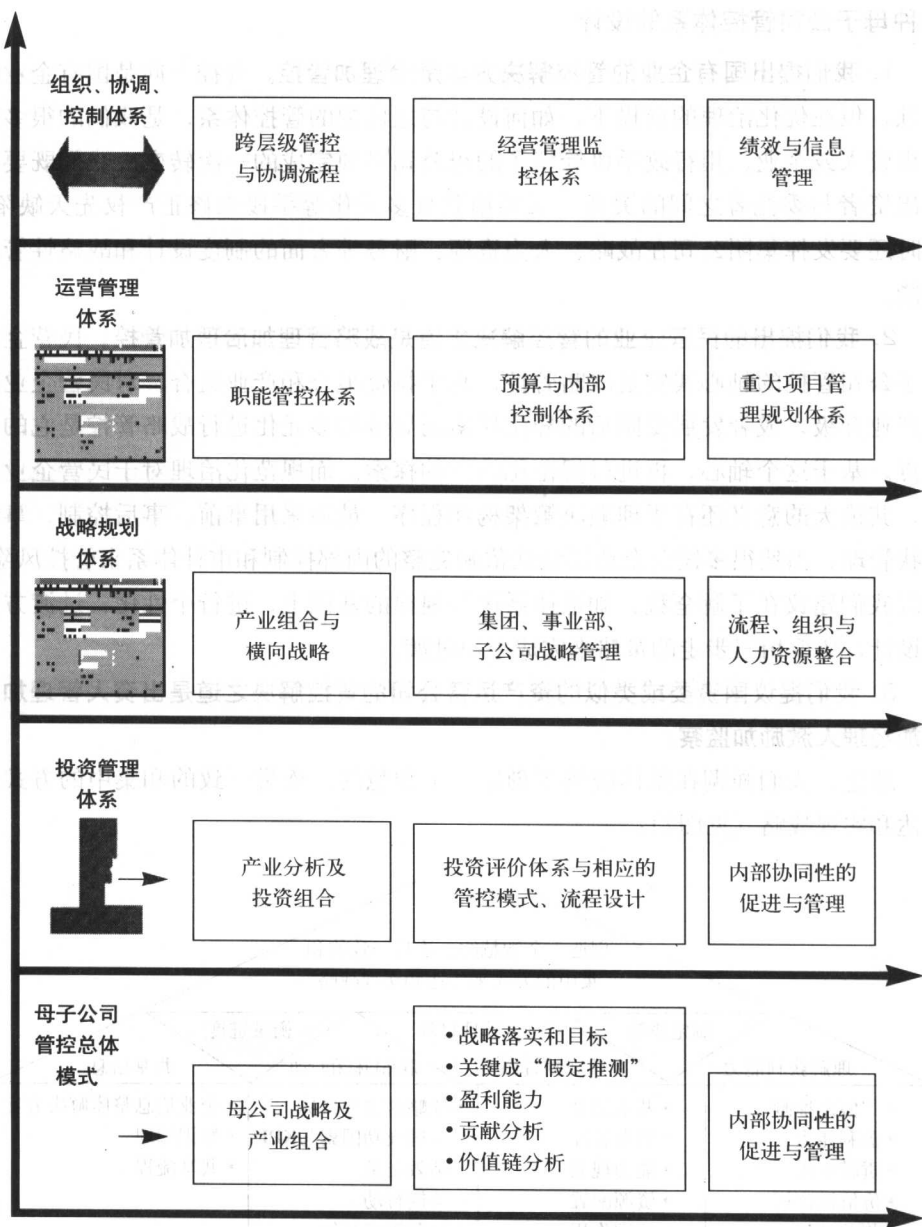 组织、协调、
控制体系
跨层级管控
与协调流程
经营管理监
控体系
绩效与信息
管理
运营管理
体系
职能管控体系
预算与内部
控制体系
重大项目管
理规划体系
战略规划
体系
产业组合与
横向战略
集团、事业部、
子公司战略管理
流程、组织与
人力资源整合
投资管理
体系
产业分析及
投资组合
投资评价体系与相应的
管控模式、流程设计
内部协同性的
促进与管理
母子公司
管控总体
模式
母公司战略及
产业组合
•战略落实和目标
•关键成“假定推测”
•盈利能力
•贡献分析
•价值链分析
内部协同性的
促进与管理